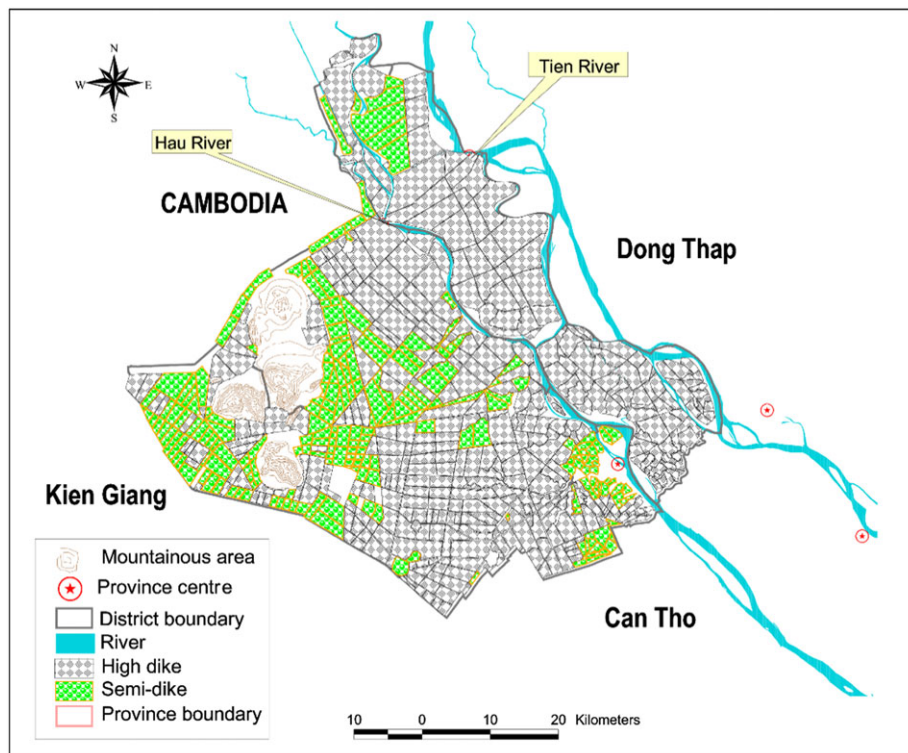 N
W E
S
Tien River
Hau River
CAMBODIA
Dong Thap
Kien Giang
Can Tho
Mountainous area
Province centre
District boundary
River
High dike
Semi-dike
Province boundary
10 0 10 20 Kilometers